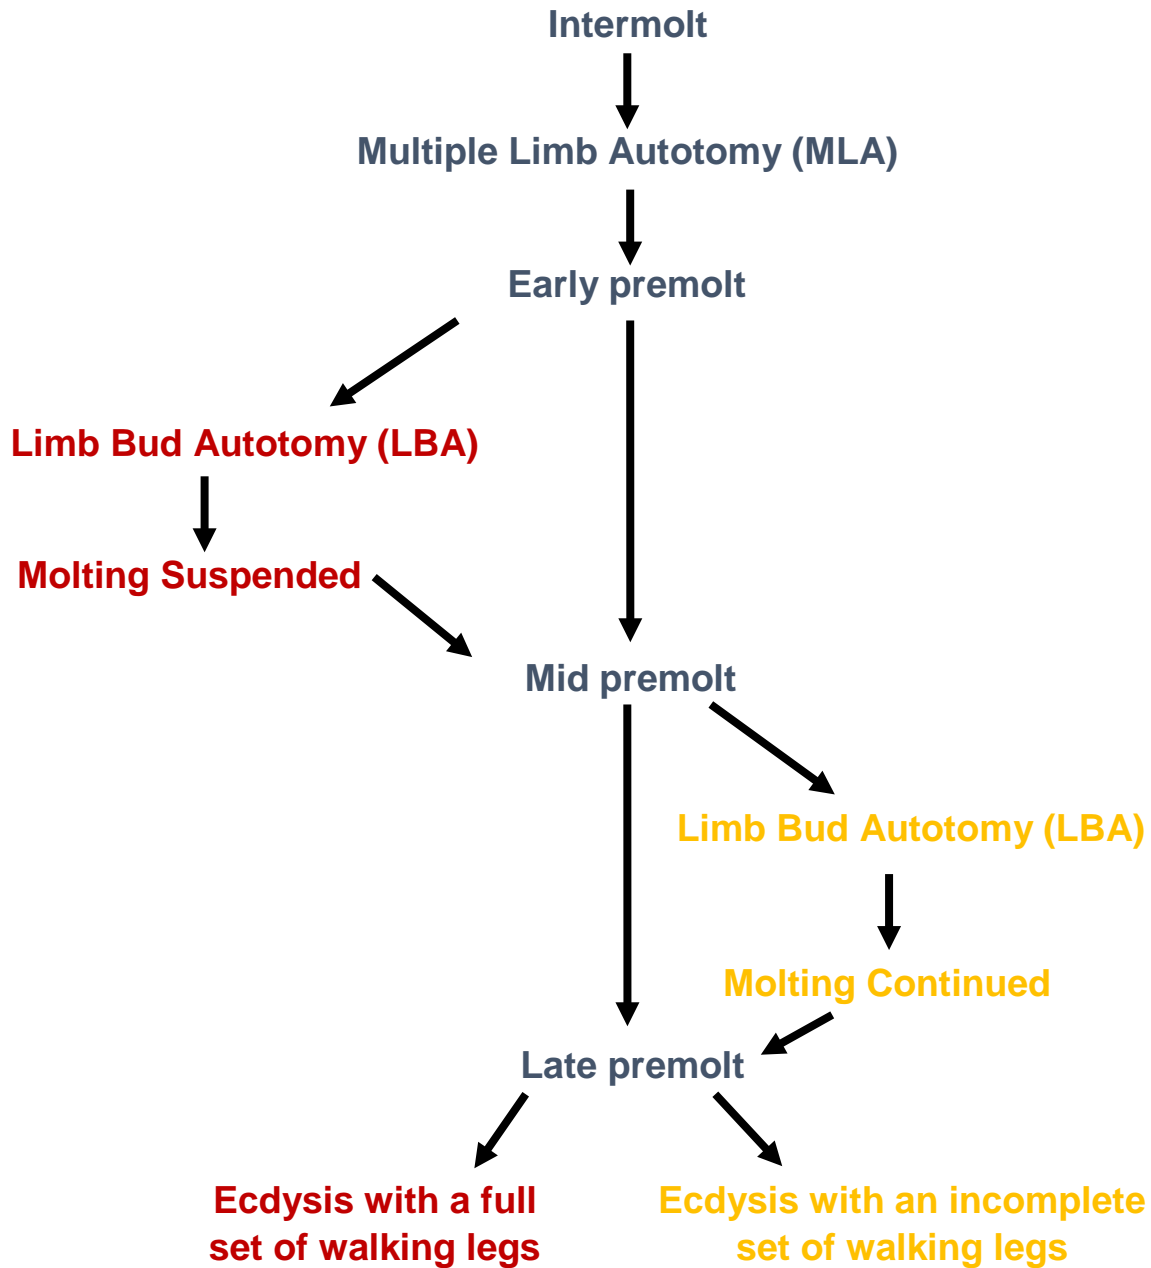 Intermolt
Multiple Limb Autotomy (MLA)
Early premolt
Limb Bud Autotomy (LBA)
Molting Suspended
Mid premolt
Limb Bud Autotomy (LBA)
Molting Continued
Late premolt
Ecdysis with a full
set of walking legs
Ecdysis with an incomplete
set of walking legs